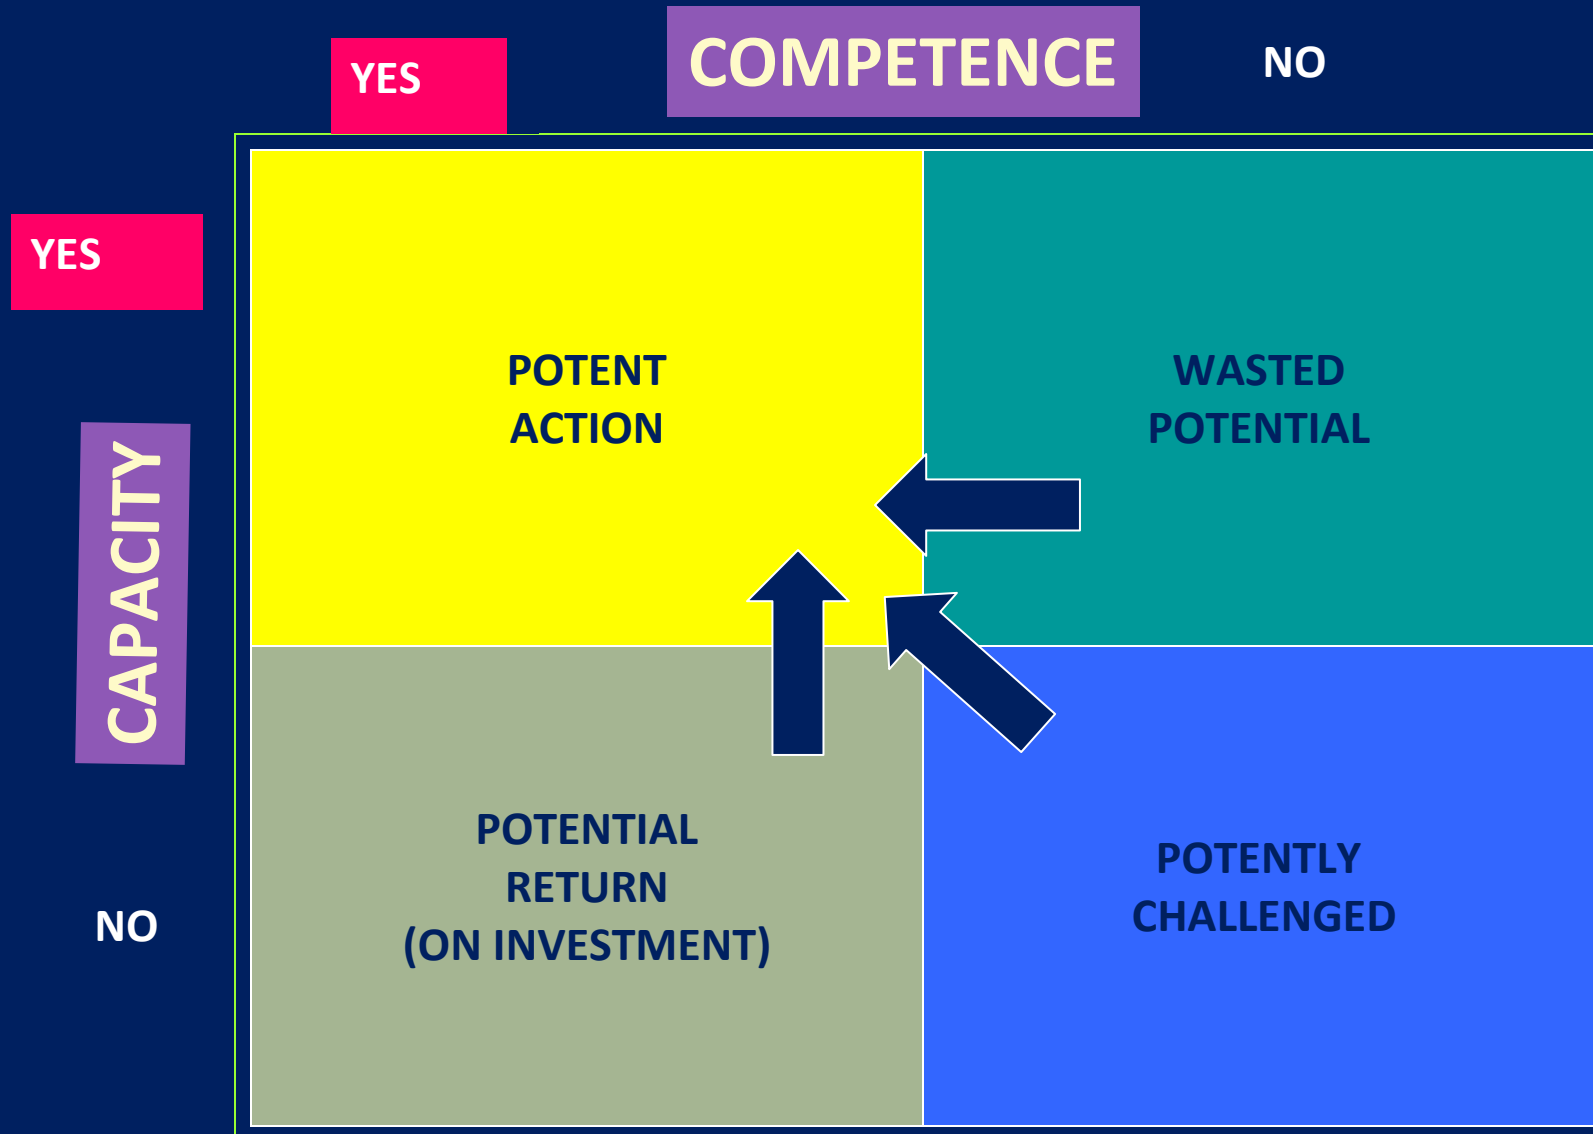 YES
COMPETENCE
NO
YES
CAPACITY
NO
POTENT
ACTION
WASTED
POTENTIAL
POTENTIAL
RETURN
(ON INVESTMENT)
POTENTLY
CHALLENGED